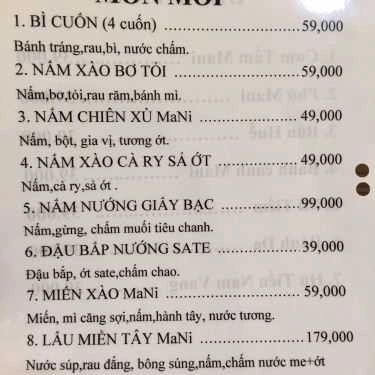 MÓN MỚI
1. BÌ CUỐN (4 cuốn) 59,000
Bánh tráng,rau,bì, nước chấm.
2. NẤM XÀO BƠ TỎI 59,000
Nấm,bơ,tỏi,rau răm,bánh mì.
3. NẤM CHIÊN XÙ MaNi 49,000
Nấm, bột, gia vị, tương ớt.
4. NẤM XÀO CÀ RY SẢ ỚT 49,000
Nấm,cà ry,sả ớt .
5. NẤM NƯỚNG GIẤY BẠC 99,000
Nấm,gừng, chấm muối tiêu chanh.
6. ĐẬU BẮP NƯỚNG SATE 39,000
Đậu bắp, ớt sate,chấm chao.
7. MIẾN XÀO MaNi 59,000
Miến, mì căng sợi,nấm,hành tây, nước tương.
8. LẨU MIỀN TÂY MaNi 179,000
Nước súp,rau đắng, bông súng,nấm,chấm nước me+ớt